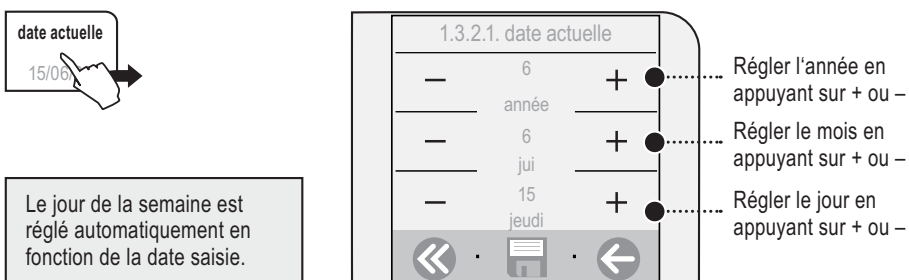 date actuelle
15/06/
1.3.2.1. date actuelle
– 6 +
année
– 6 +
jui
– 15 +
jeudi
Régler l‘année en
appuyant sur + ou –
Régler le mois en
appuyant sur + ou –
Régler le jour en
appuyant sur + ou –
Le jour de la semaine est
réglé automatiquement en
fonction de la date saisie.